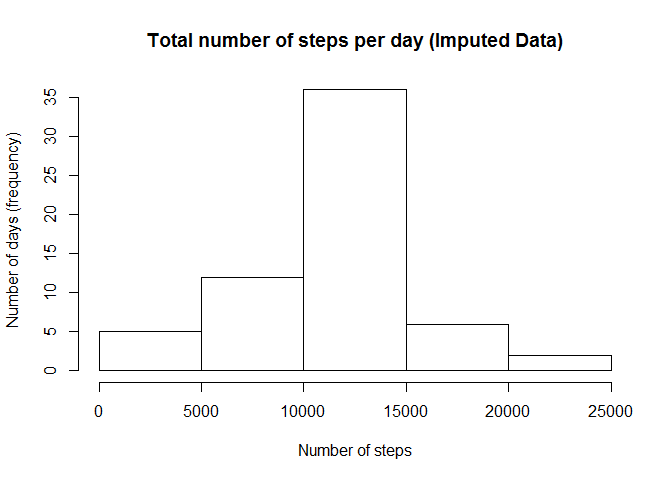 Total number of steps per day (Imputed Data)
Number of days (frequency)
35
30
25
20
15
10
5
0
0 5000 10000 15000 20000 25000
Number of steps